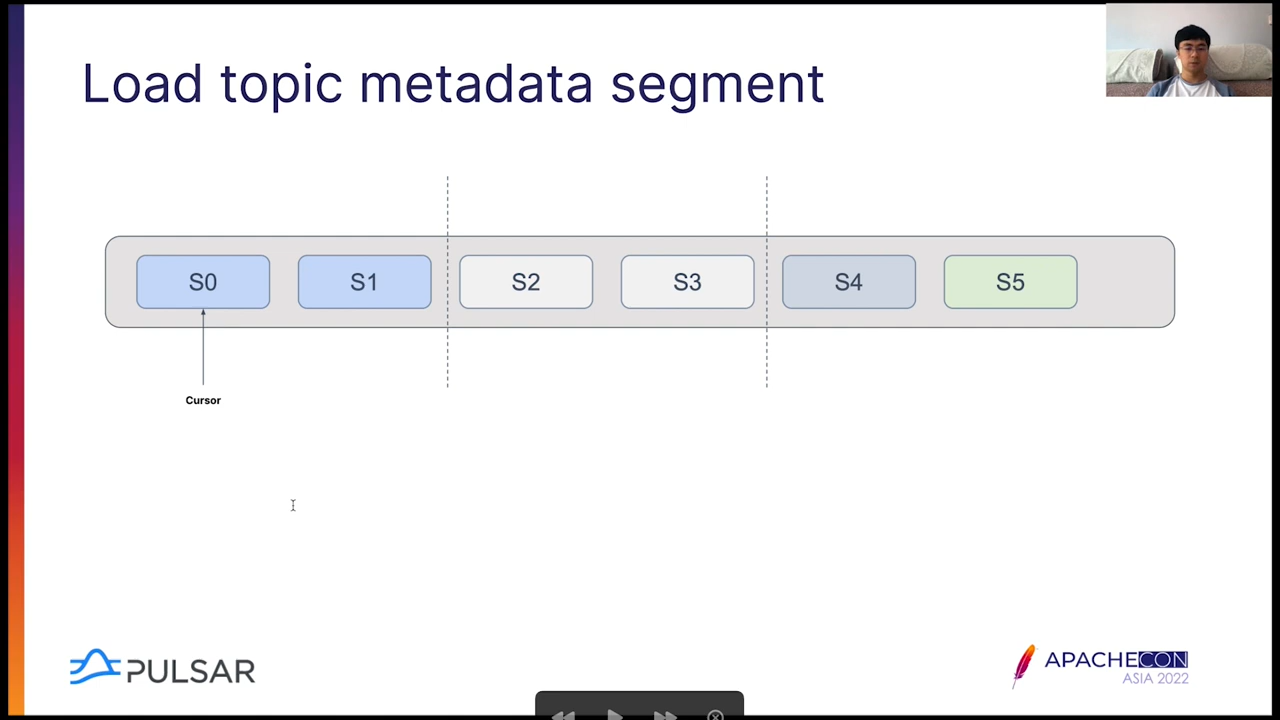 Load topic metadata segment
S0 S1 S2 S3 S4 S5
Cursor
PULSAR
APACHECON
ASIA 2022